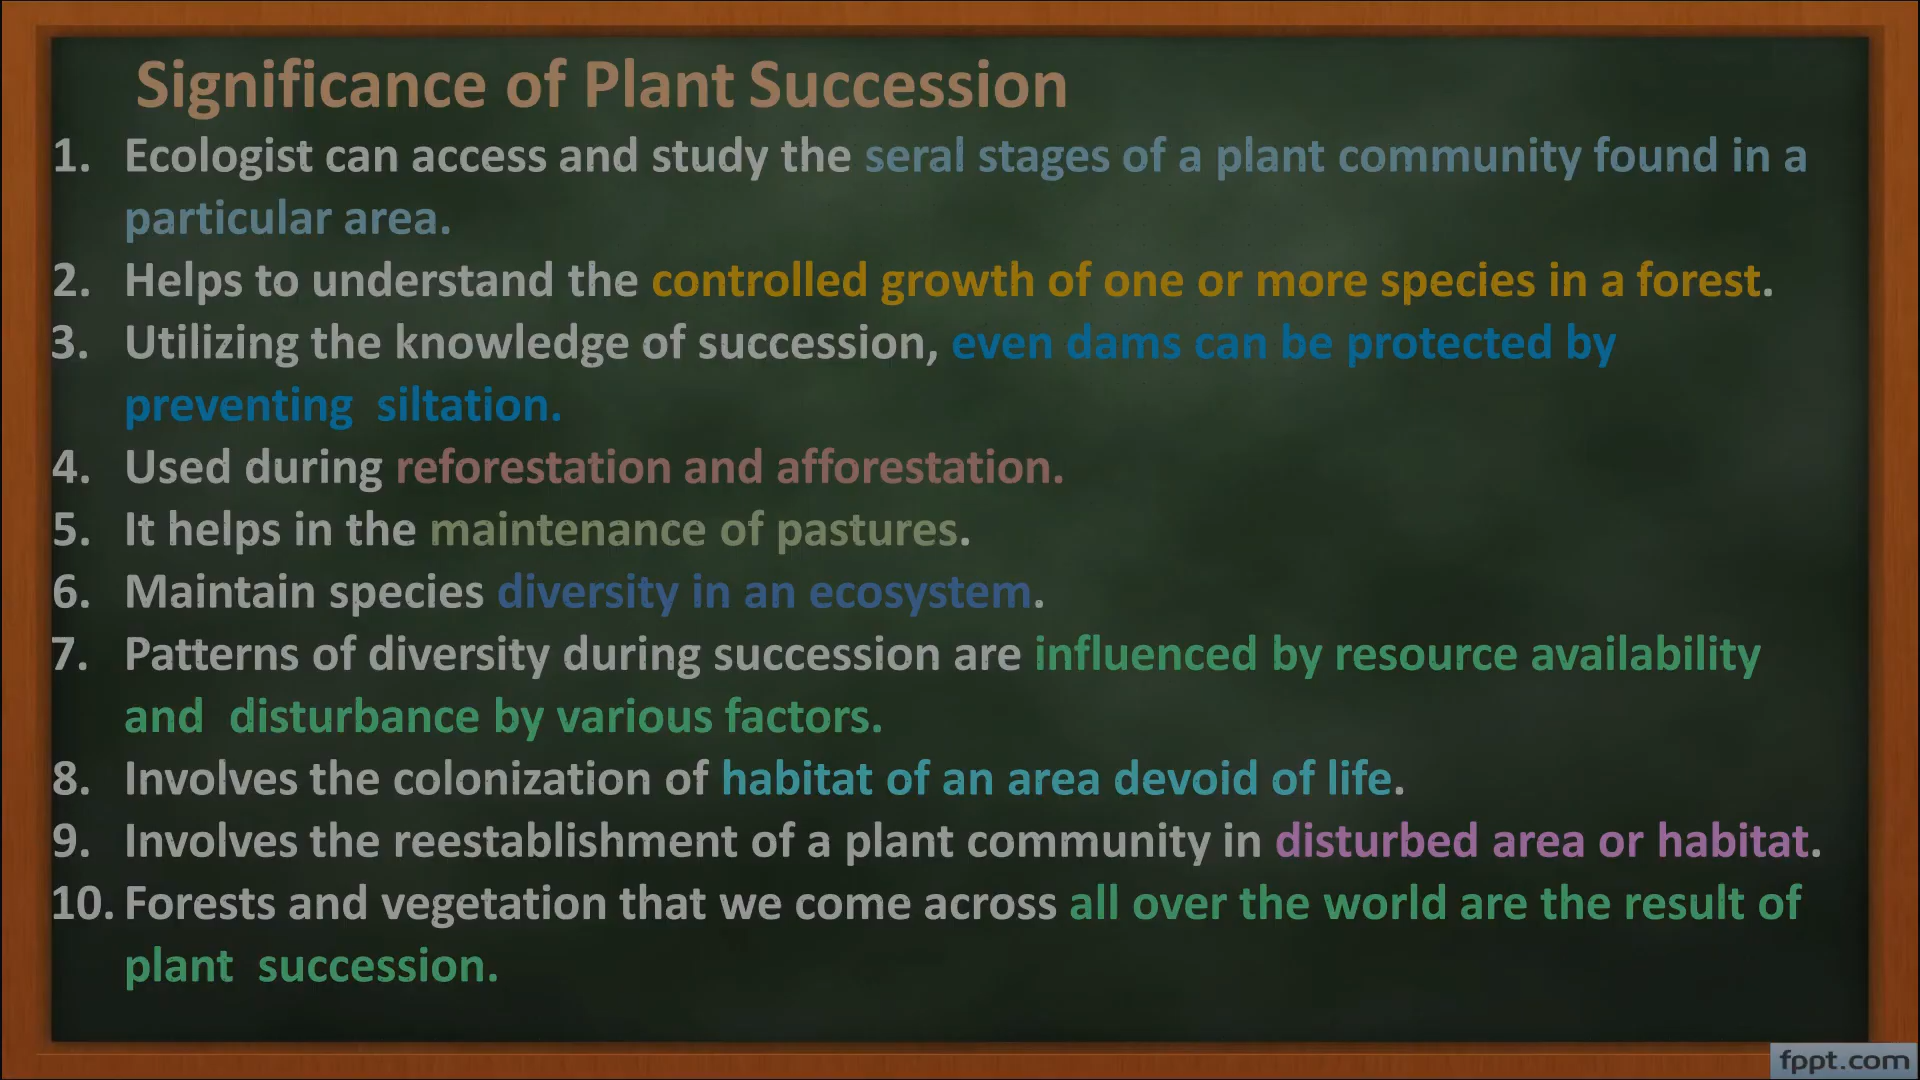 Significance of Plant Succession
1. Ecologist can access and study the seral stages of a plant community found in a
particular area.
2. Helps to understand the controlled growth of one or more species in a forest.
3. Utilizing the knowledge of succession, even dams can be protected by
preventing  siltation.
4. Used during reforestation and afforestation.
5. It helps in the maintenance of pastures.
6. Maintain species diversity in an ecosystem.
7. Patterns of diversity during succession are influenced by resource availability
and  disturbance by various factors.
8. Involves the colonization of habitat of an area devoid of life.
9. Involves the reestablishment of a plant community in disturbed area or habitat.
10. Forests and vegetation that we come across all over the world are the result of
plant  succession.
fppt.com